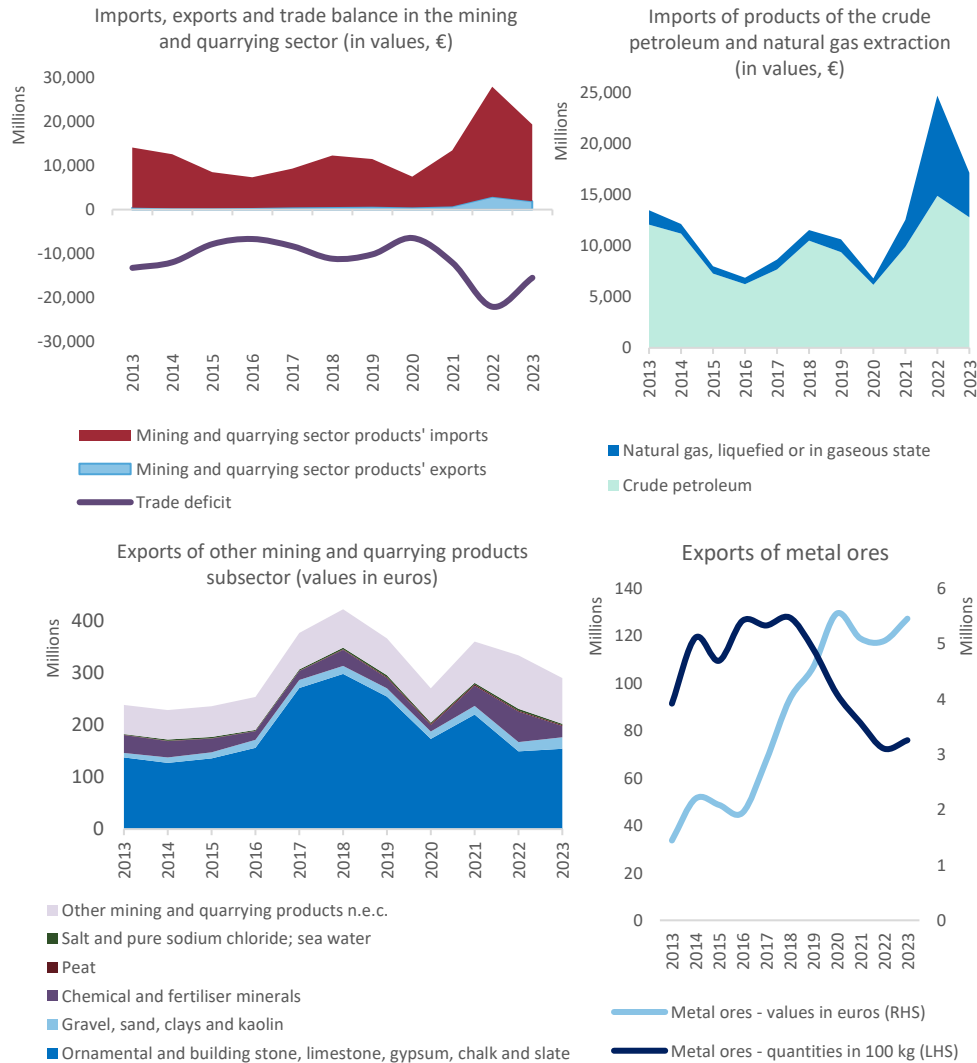 Imports, exports and trade balance in the mining
and quarrying sector (in values, €)
Millions
30,000
20,000
10,000
0
-10,000
-20,000
-30,000
2013
2014
2015
2016
2017
2018
2019
2020
2021
2022
2023
Mining and quarrying sector products' imports
Mining and quarrying sector products' exports
Trade deficit
Imports of products of the crude
petroleum and natural gas extraction
(in values, €)
Millions
25,000
20,000
15,000
10,000
5,000
0
2013
2014
2015
2016
2017
2018
2019
2020
2021
2022
2023
Natural gas, liquefied or in gaseous state
Crude petroleum
Exports of other mining and quarrying products
subsector (values in euros)
Millions
400
300
200
100
0
2013
2014
2015
2016
2017
2018
2019
2020
2021
2022
2023
Other mining and quarrying products n.e.c.
Salt and pure sodium chloride; sea water
Peat
Chemical and fertiliser minerals
Gravel, sand, clays and kaolin
Ornamental and building stone, limestone, gypsum, chalk and slate
Exports of metal ores
Millions
140
120
100
80
60
40
20
0
Millions
6
5
4
3
2
1
0
2013
2014
2015
2016
2017
2018
2019
2020
2021
2022
2023
Metal ores - values in euros (RHS)
Metal ores - quantities in 100 kg (LHS)